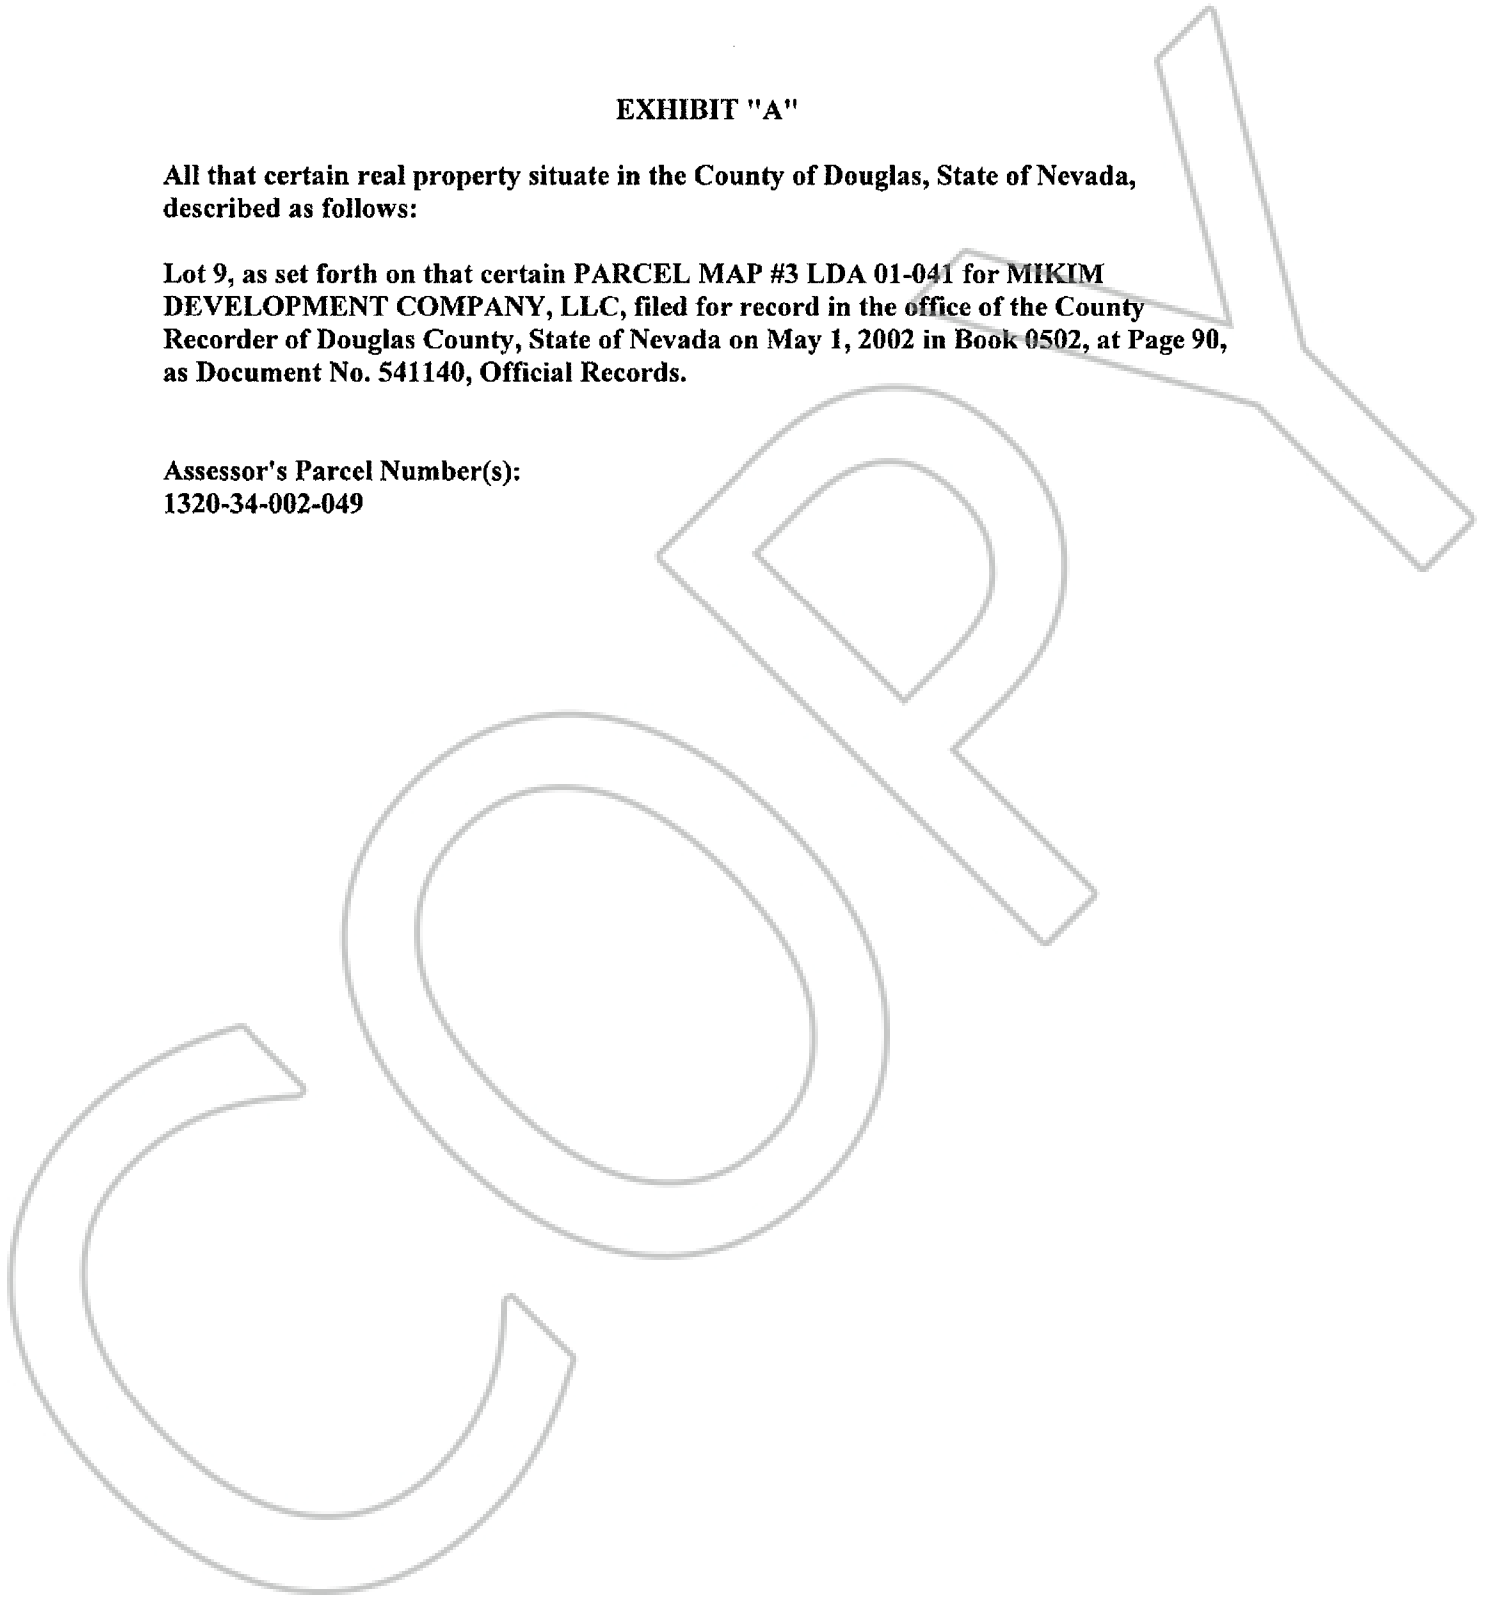 EXHIBIT "A"
All that certain real property situate in the County of Douglas, State of Nevada,
described as follows:
Lot 9, as set forth on that certain PARCEL MAP #3 LDA 01-041 for MIKIM
DEVELOPMENT COMPANY, LLC, filed for record in the office of the County
Recorder of Douglas County, State of Nevada on May 1, 2002 in Book 0502, at Page 90,
as Document No. 541140, Official Records.
Assessor's Parcel Number(s):
1320-34-002-049
COPY